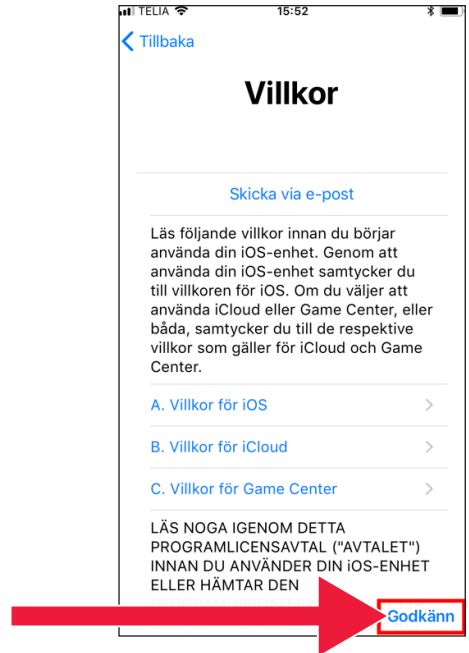 TELIA 15:52
Tillbaka
Villkor
Skicka via e-post
Läs följande villkor innan du börjar
använda din iOS-enhet. Genom att
använda din iOS-enhet samtycker du
till villkoren för iOS. Om du väljer att
använda iCloud eller Game Center, eller
båda, samtycker du till de respektive
villkor som gäller för iCloud och Game
Center.
A. Villkor för iOS
B. Villkor för iCloud
C. Villkor för Game Center
LÄS NOGA IGENOM DETTA
PROGRAMLICENSAVTAL ("AVTALET")
INNAN DU ANVÄNDER DIN iOS-ENHET
ELLER HÄMTAR DEN
Godkänn